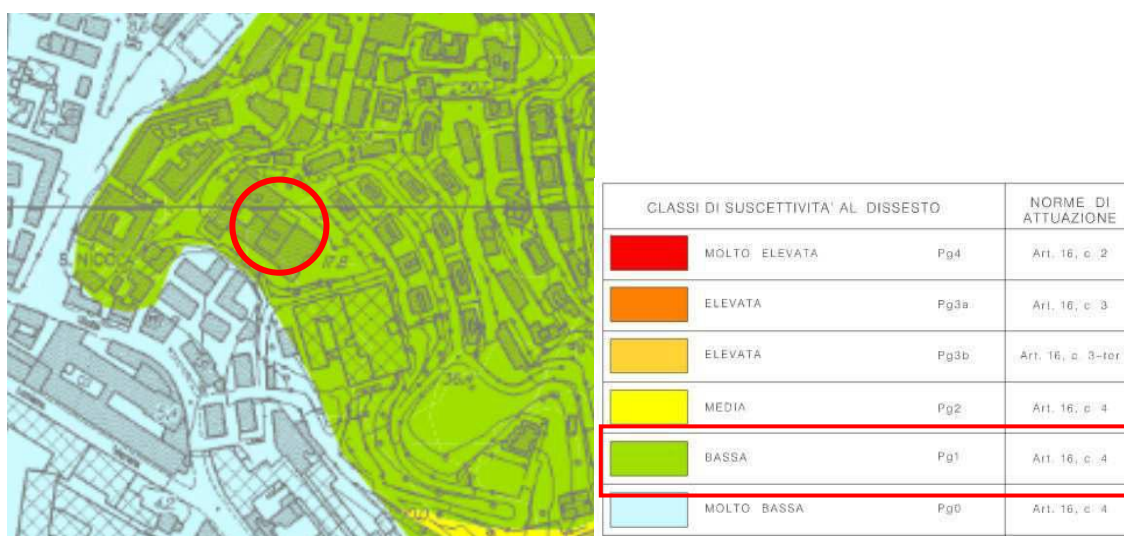 S. NICOLA
CLASSI DI SUSCETTIVITA' AL DISSESTO
NORME DI
ATTUAZIONE
MOLTO ELEVATA Pg4 Art. 16, c. 2
ELEVATA Pg3a Art. 16, c. 3
ELEVATA Pg3b Art. 16, c. 3-ter
MEDIA Pg2 Art. 16, c. 4
BASSA Pg1 Art. 16, c. 4
MOLTO BASSA Pg0 Art. 16, c. 4